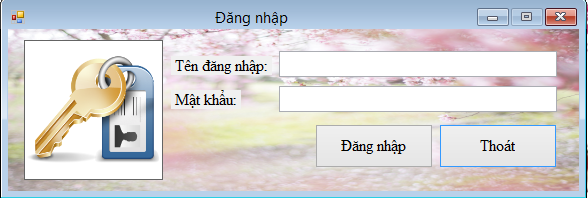 Đăng nhập
Tên đăng nhập:
Mật khẩu:
Đăng nhập Thoát